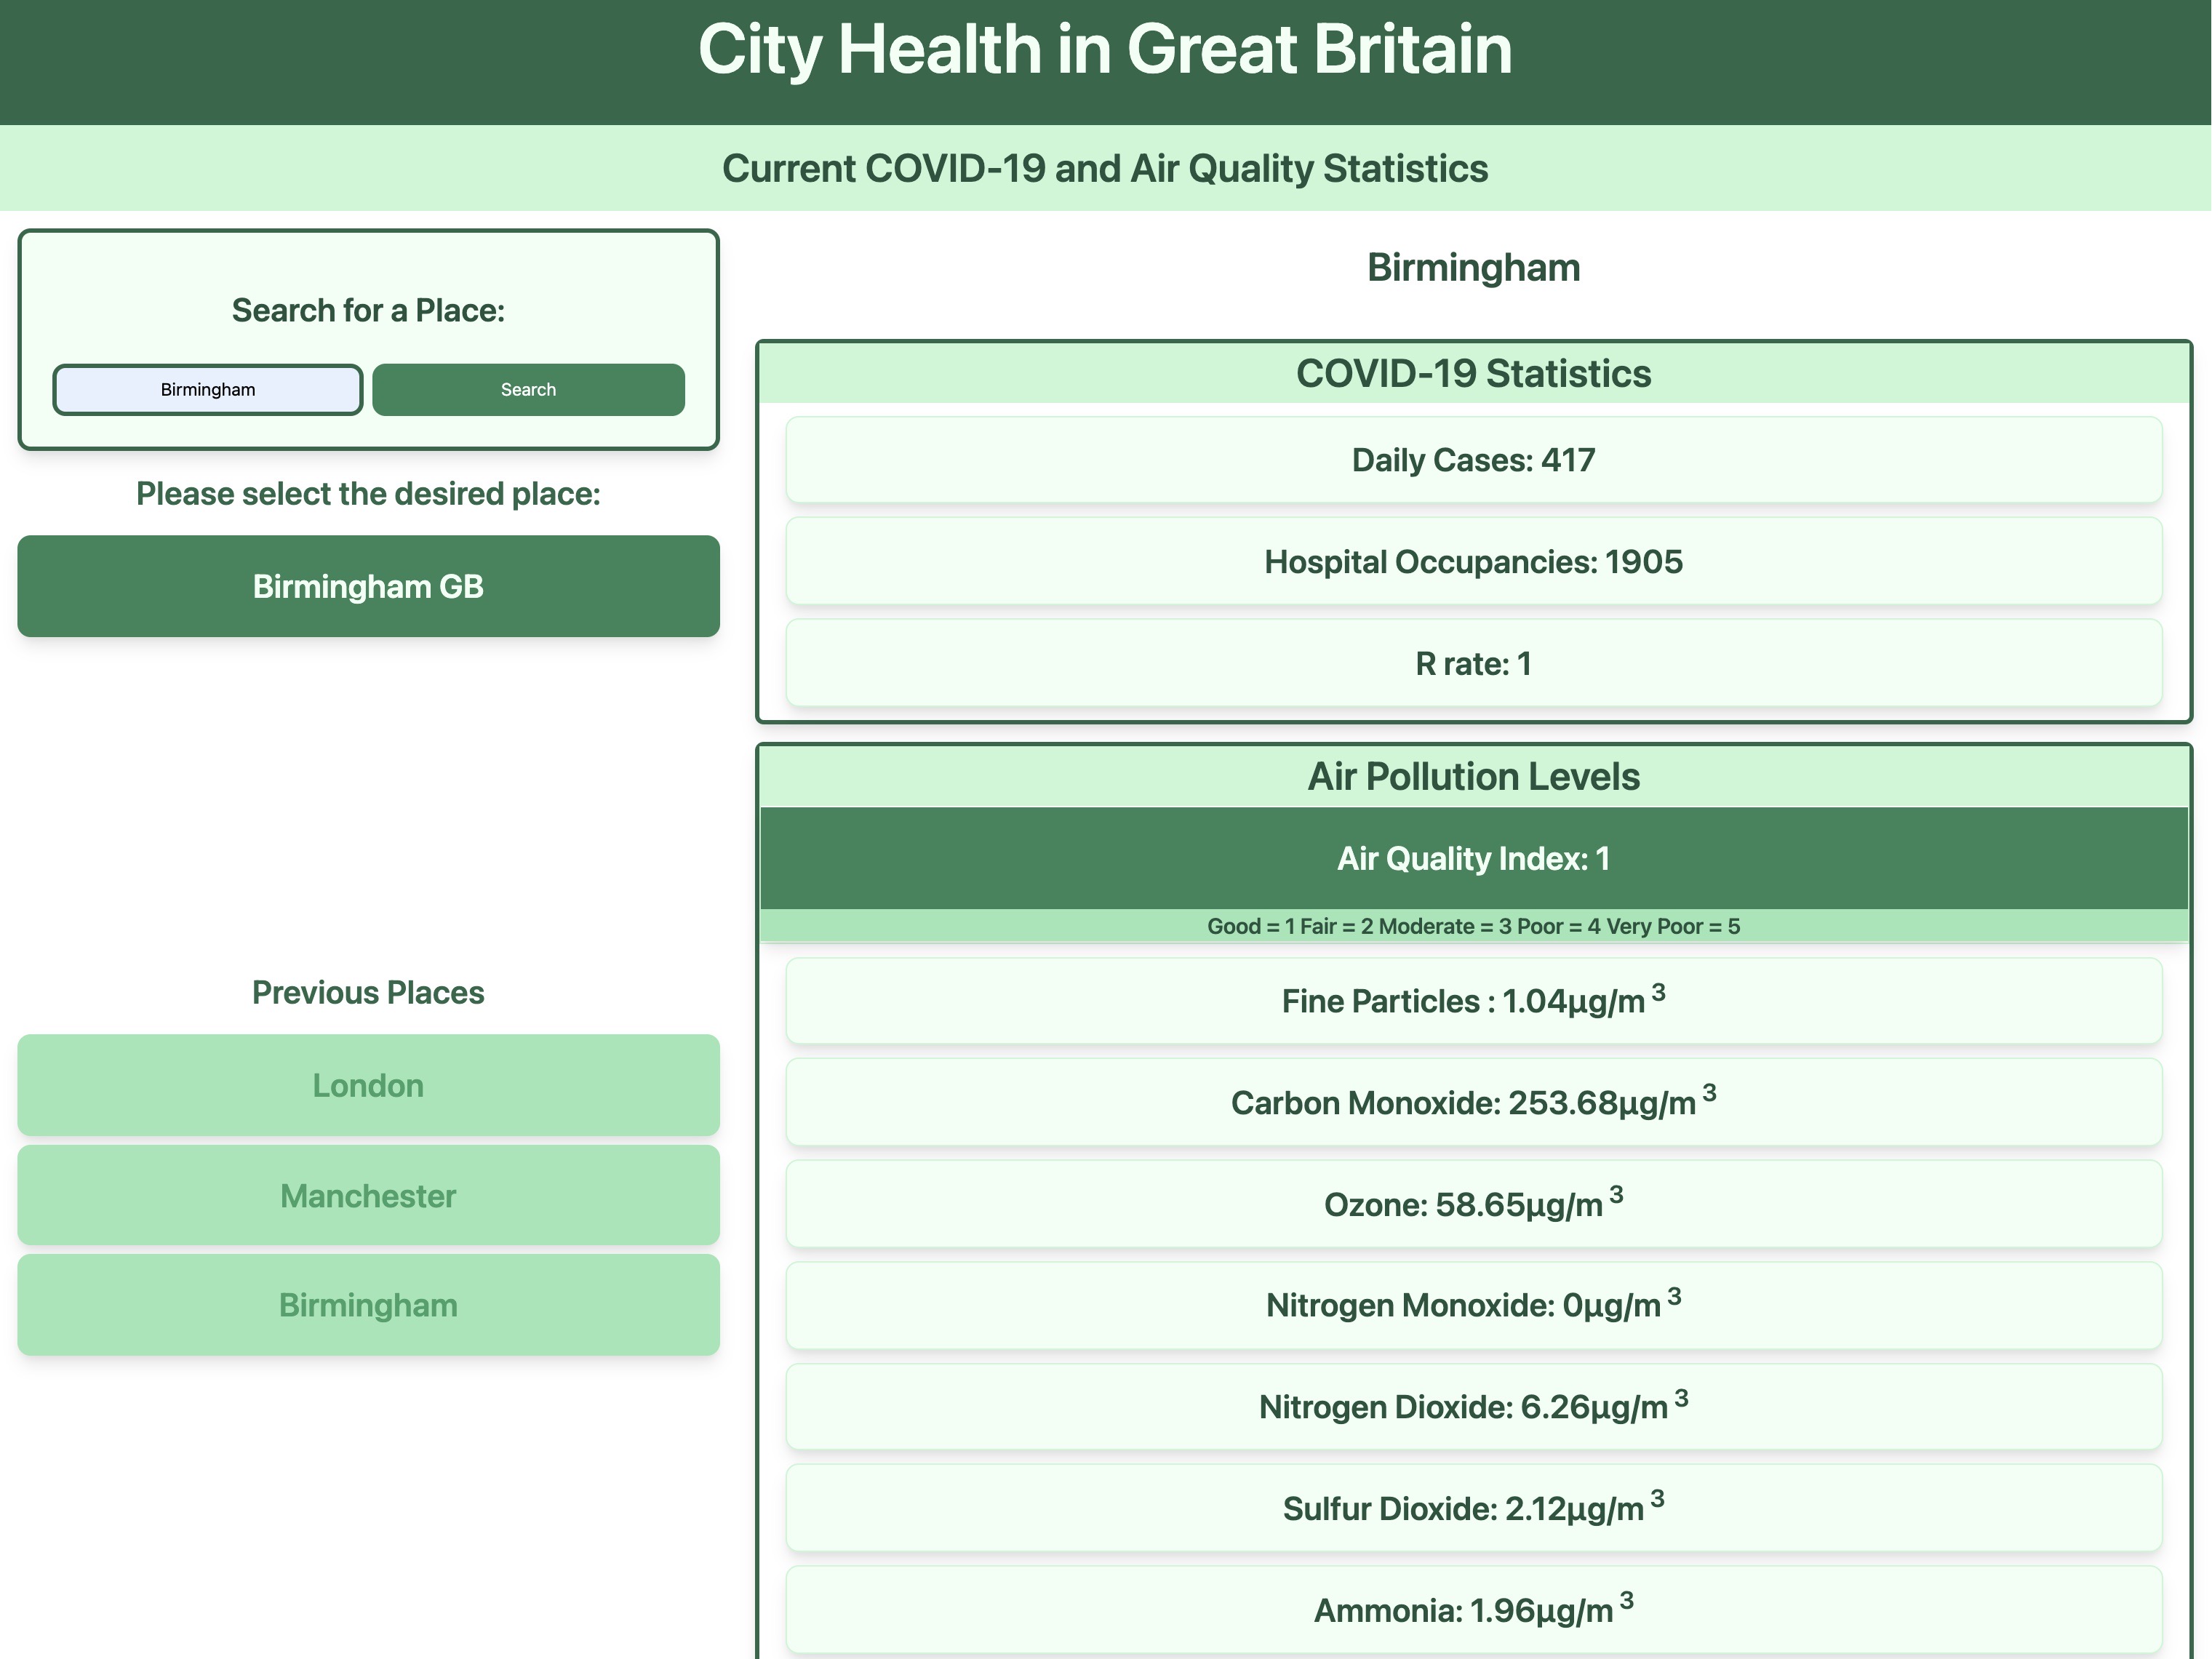 City Health in Great Britain
Current COVID-19 and Air Quality Statistics
Search for a Place:
Birmingham
Search
Please select the desired place:
Birmingham GB
Previous Places
London
Manchester
Birmingham
Birmingham
COVID-19 Statistics
Daily Cases: 417
Hospital Occupancies: 1905
R rate: 1
Air Pollution Levels
Air Quality Index: 1
Good = 1 Fair = 2 Moderate = 3 Poor = 4 Very Poor = 5
Fine Particles : 1.04μg/m ³
Carbon Monoxide: 253.68μg/m ³
Ozone: 58.65μg/m ³
Nitrogen Monoxide: 0μg/m ³
Nitrogen Dioxide: 6.26μg/m ³
Sulfur Dioxide: 2.12μg/m ³
Ammonia: 1.96μg/m ³